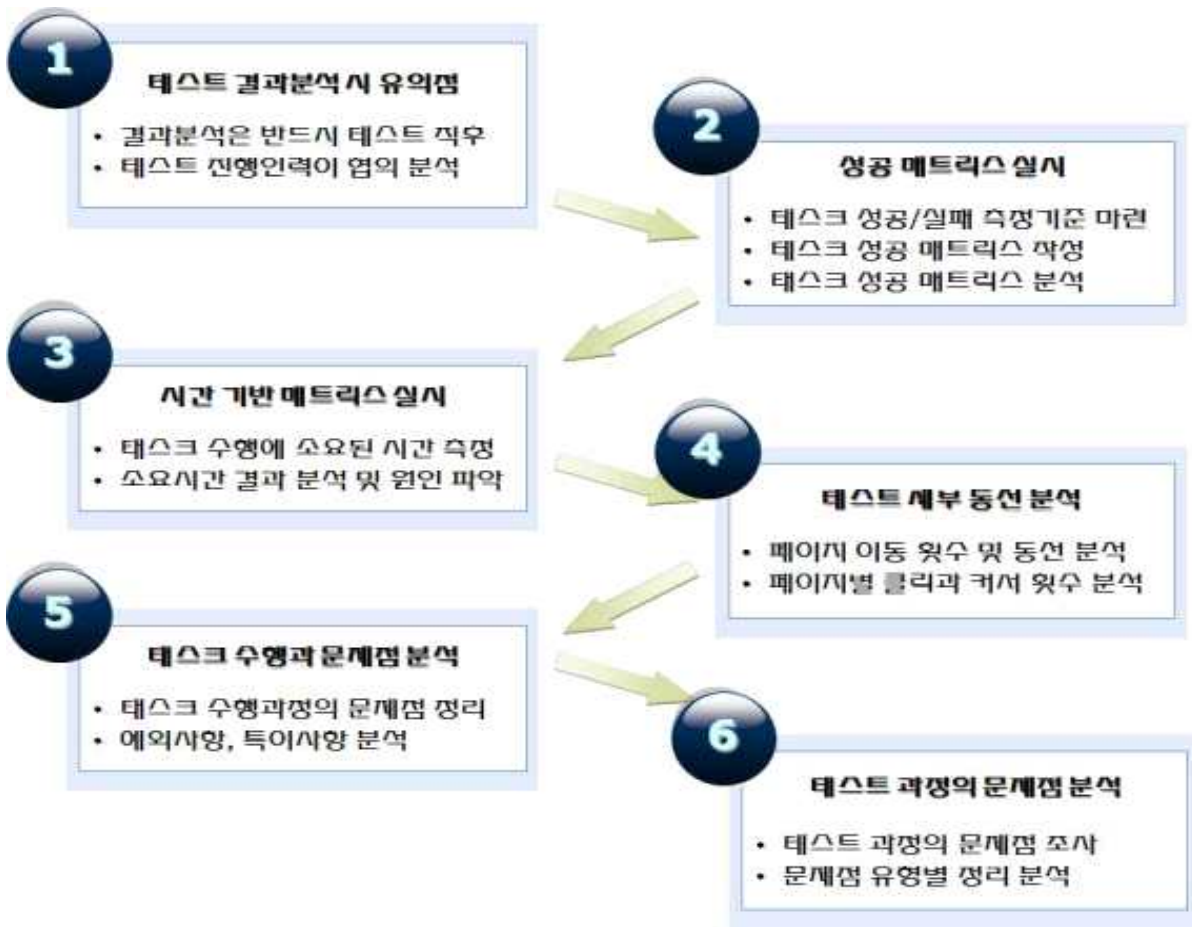 1
테스트 결과분석 시 유의점
• 결과분석은 반드시 테스트 직후
• 테스트 진행인력이 협의 분석
2
성공 매트릭스 실시
• 태스크 성공/실패 측정기준 마련
• 태스크 성공 매트릭스 작성
• 태스크 성공 매트릭스 분석
3
시간 기반 매트릭스 실시
• 태스크 수행에 소요된 시간 측정
• 소요시간 결과 분석 및 원인 파악
4
테스트 세부 동선 분석
• 페이지 이동 횟수 및 동선 분석
• 페이지별 클릭과 커서 횟수 분석
5
태스크 수행과 문제점 분석
• 태스크 수행과정의 문제점 정리
• 예외사항, 특이사항 분석
6
테스트 과정의 문제점 분석
• 테스트 과정의 문제점 조사
• 문제점 유형별 정리 분석